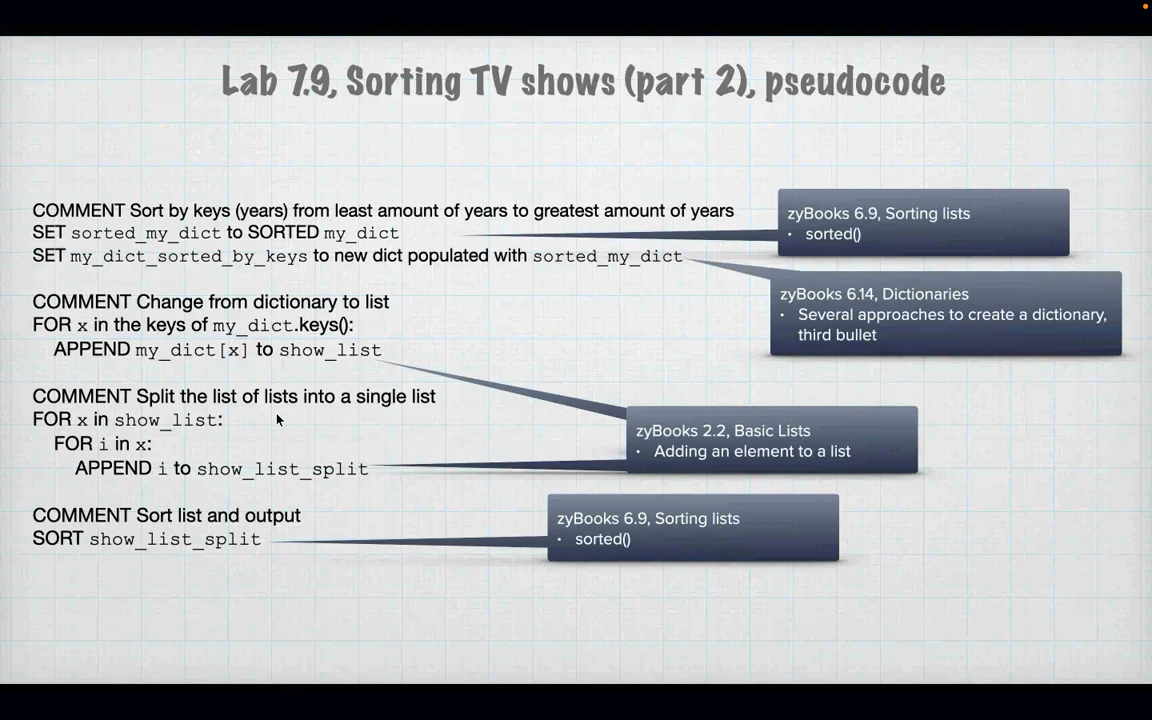 Lab 7.9, Sorting TV shows (part 2), pseudocode
COMMENT Sort by keys (years) from least amount of years to greatest amount of years
SET sorted_my_dict to SORTED my_dict
SET my_dict_sorted_by_keys to new dict populated with sorted_my_dict
zyBooks 6.9, Sorting lists
• sorted()
zyBooks 6.14, Dictionaries
• Several approaches to create a dictionary,
third bullet
COMMENT Change from dictionary to list
FOR x in the keys of my_dict.keys():
APPEND my_dict[x] to show_list
COMMENT Split the list of lists into a single list
FOR x in show_list:
FOR i in x:
APPEND i to show_list_split
zyBooks 2.2, Basic Lists
• Adding an element to a list
COMMENT Sort list and output
SORT show_list_split
zyBooks 6.9, Sorting lists
• sorted()